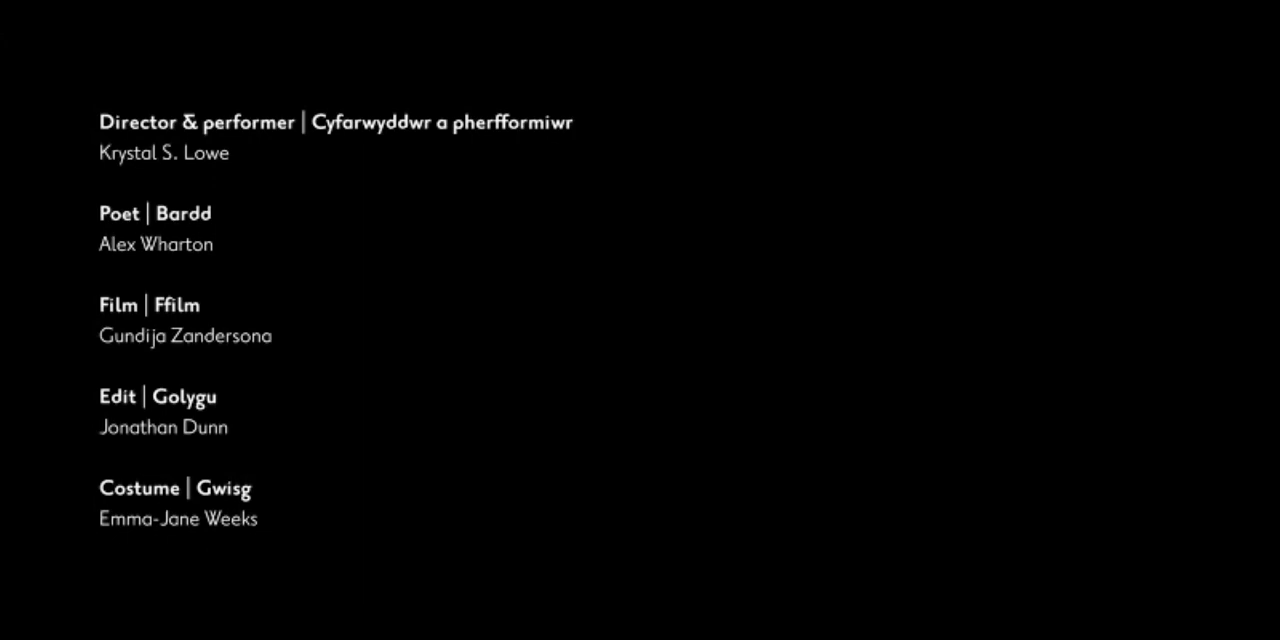 Director & performer | Cyfarwyddwr a pherfformiwr
Krystal S. Lowe
Poet | Bardd
Alex Wharton
Film | Ffilm
Gundija Zandersona
Edit | Golygu
Jonathan Dunn
Costume | Gwisg
Emma-Jane Weeks